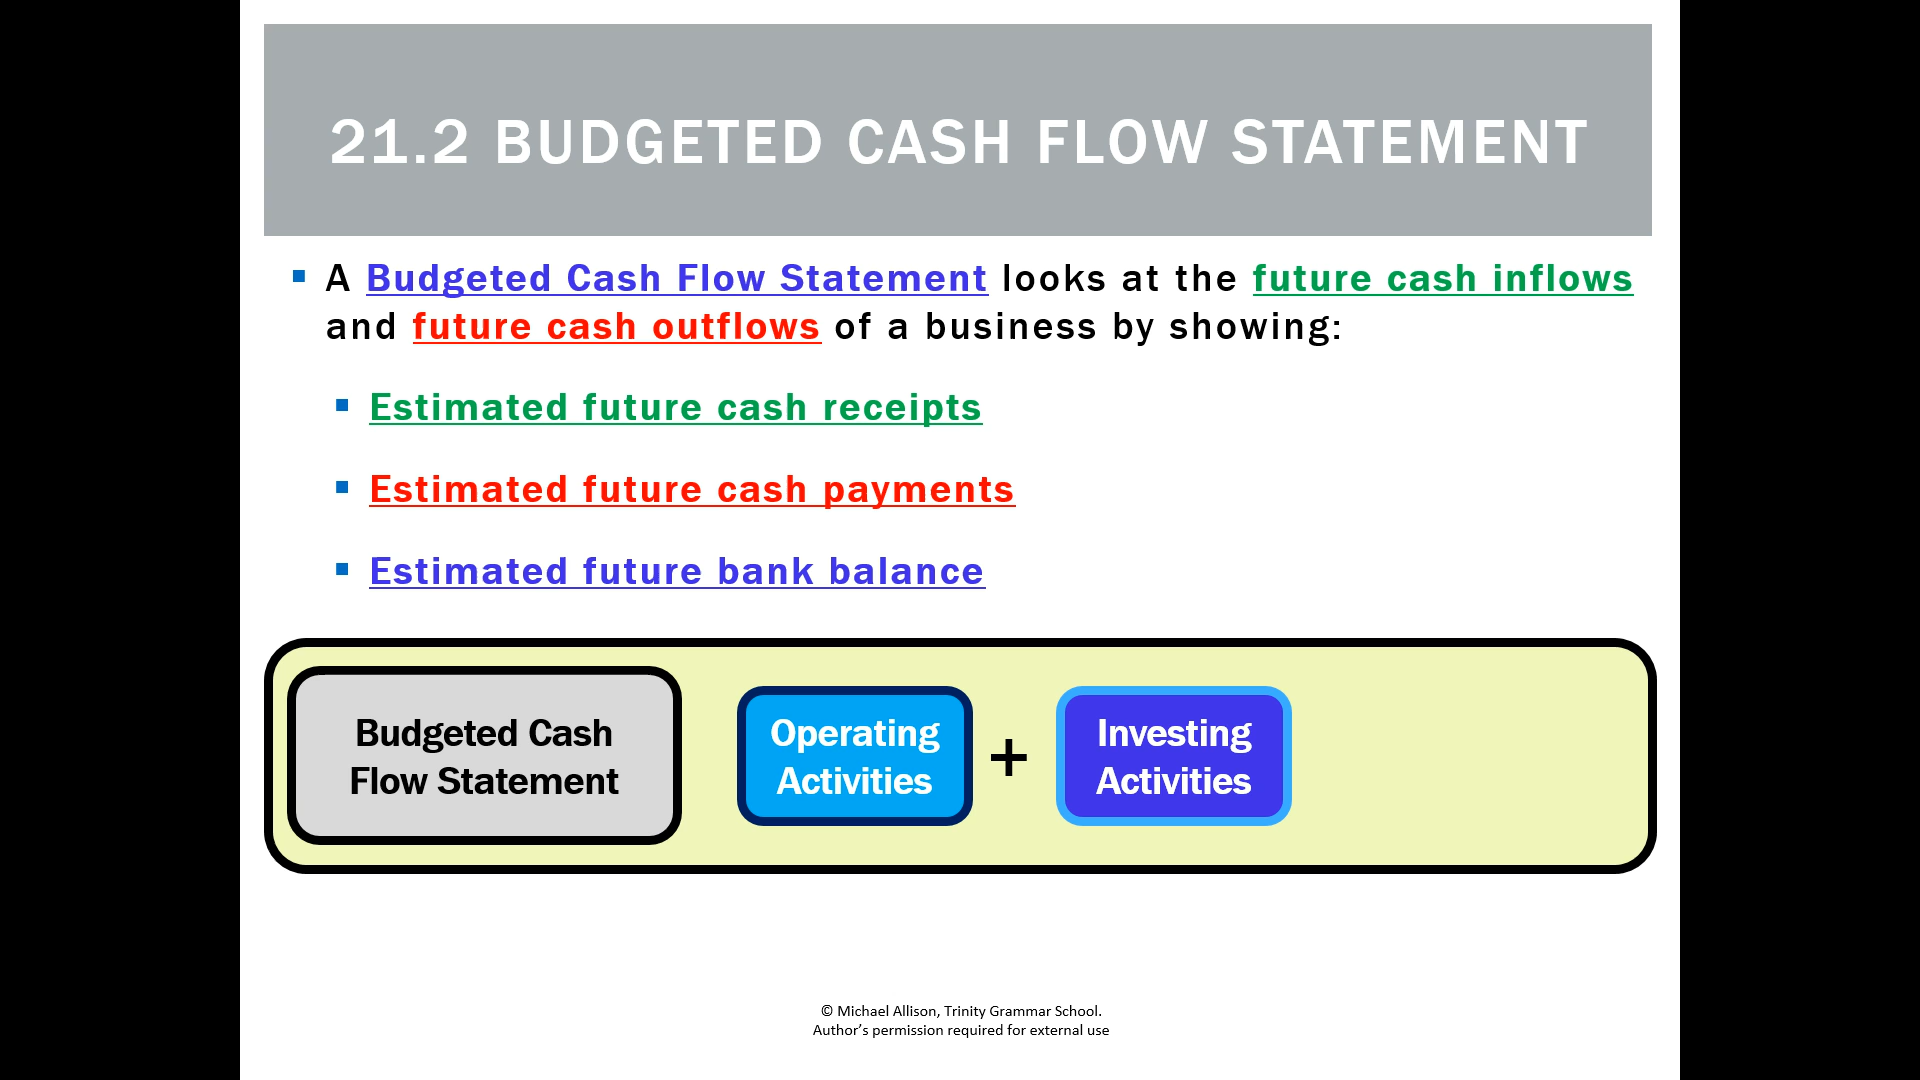 21.2 BUDGETED CASH FLOW STATEMENT
A Budgeted Cash Flow Statement looks at the future cash inflows
and future cash outflows of a business by showing:
Estimated future cash receipts
Estimated future cash payments
Estimated future bank balance
Budgeted Cash
Flow Statement
Operating
Activities
+
Investing
Activities
© Michael Allison, Trinity Grammar School.
Author’s permission required for external use